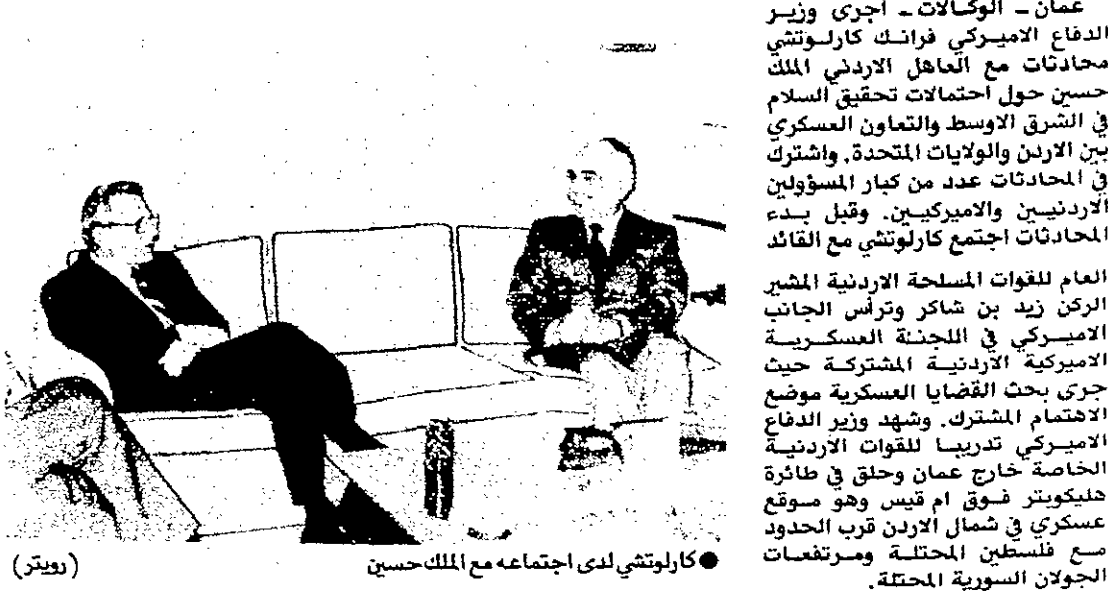 عمان ـ الوكالات ـ اجرى وزير
الدفاع الاميركي فرانك كارلوتشي
محادثات مع العاهل الاردني الملك
حسين حول احتمالات تحقيق السلام
في الشرق الاوسط والتعاون العسكري
بين الاردن والولايات المتحدة. واشترك
في المحادثات عدد من كبار المسؤولين
الاردنيين والاميركيين. وقبل بدء
المحادثات اجتمع كارلوتشي مع القائد
العام للقوات المسلحة الاردنية المشير
الركن زيد بن شاكر وترأس الجانب
الاميركي في اللجنة العسكرية
الاميركية الاردنية المشتركة حيث
جرى بحث القضايا العسكرية موضع
الاهتمام المشترك. وشهد وزير الدفاع
الاميركي تدريبا للقوات الاردنية
الخاصة خارج عمان وحلق في طائرة
هليكوبتر فوق ام قيس وهو موقع
عسكري في شمال الاردن قرب الحدود
مع فلسطين المحتلة ومرتفعات
الجولان السورية المحتلة.
● كارلوتشي لدى اجتماعه مع الملك حسين (رويتر)